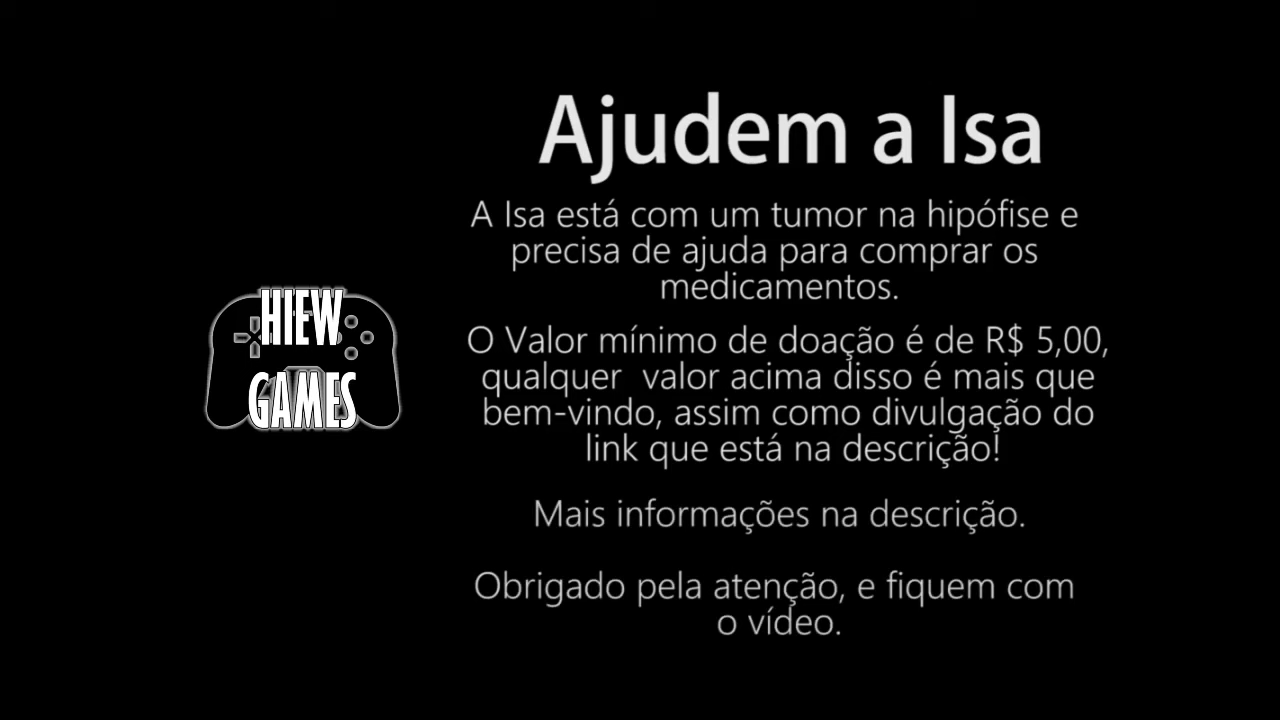 Ajudem a Isa
A Isa está com um tumor na hipófise e
precisa de ajuda para comprar os
medicamentos.
HIEW
GAMES
O Valor mínimo de doação é de R$ 5,00,
qualquer  valor acima disso é mais que
bem-vindo, assim como divulgação do
link que está na descrição!
Mais informações na descrição.
Obrigado pela atenção, e fiquem com
o vídeo.